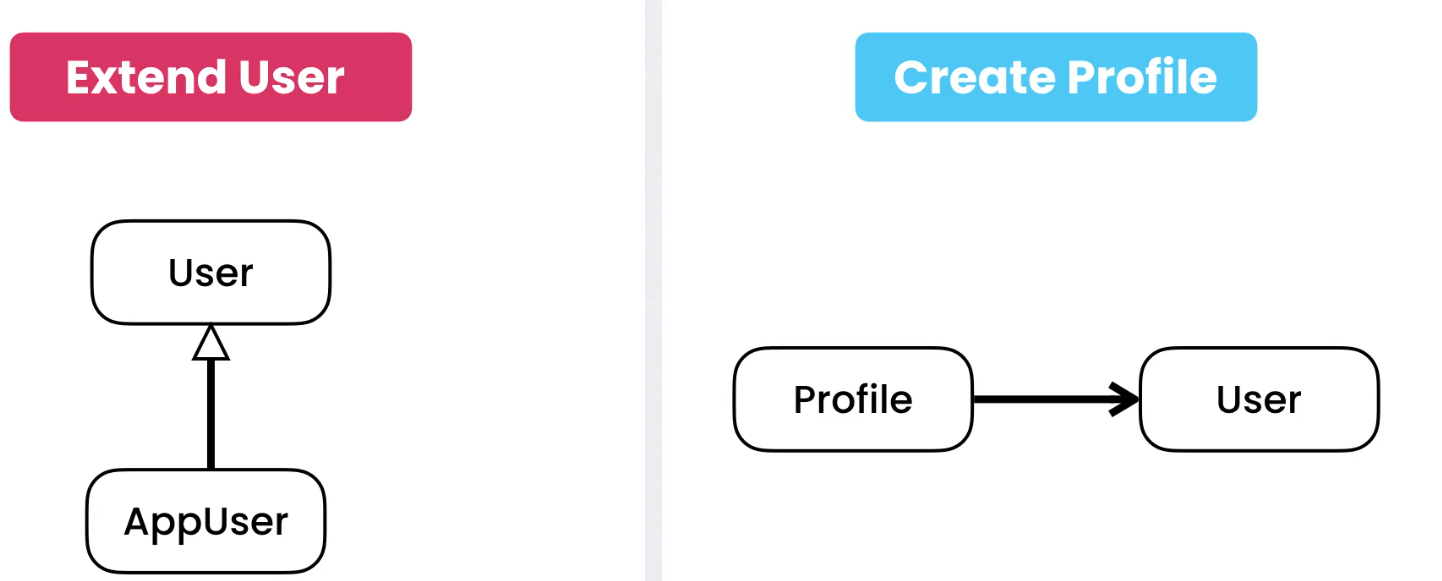 Extend User
Create Profile
User
AppUser
Profile
User